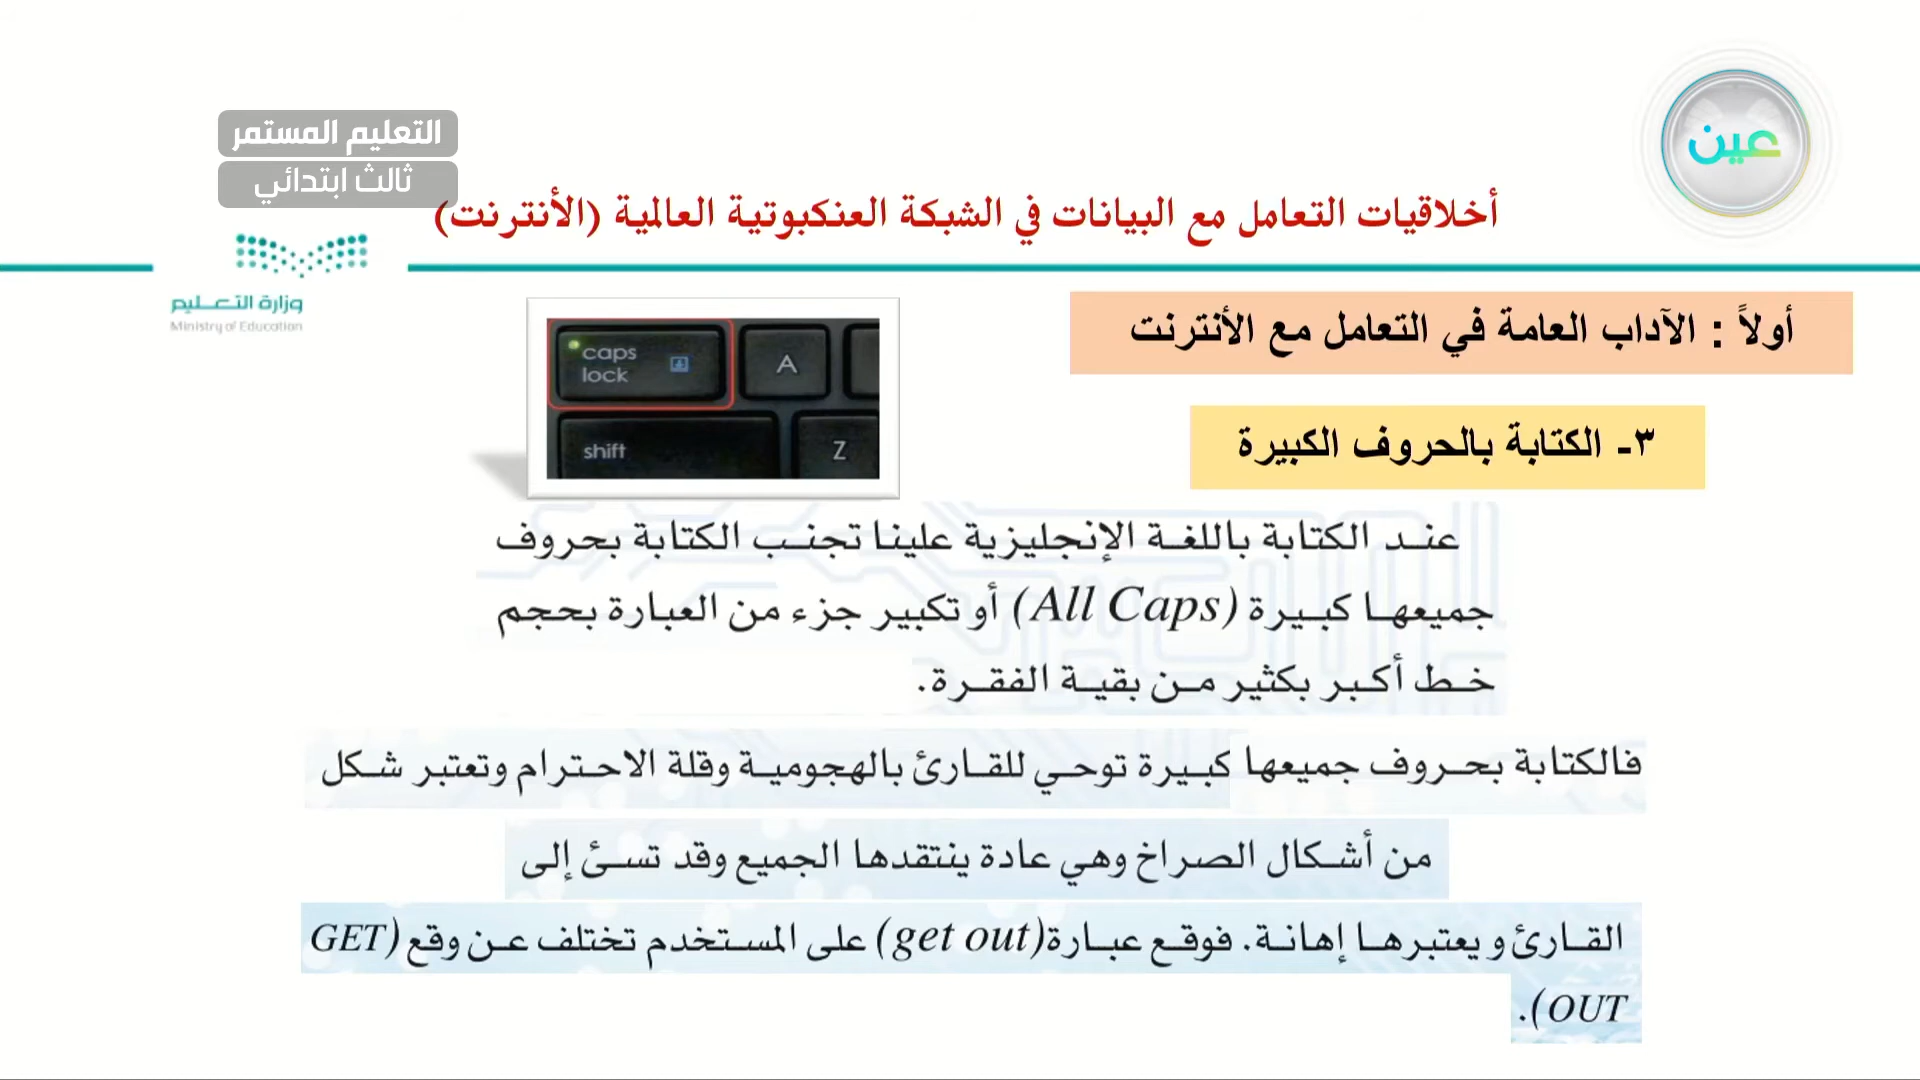 عين
التعليم المستمر
ثالث ابتدائي
أخلاقيات التعامل مع البيانات في الشبكة العنكبوتية العالمية (الأنترنت)
وزارة التعليم
Ministry of Education
أولاً : الآداب العامة في التعامل مع الأنترنت
caps lock
A
shift
Z
٣- الكتابة بالحروف الكبيرة
عند الكتابة باللغة الإنجليزية علينا تجنب الكتابة بحروف
جميعها كبيرة (All Caps) أو تكبير جزء من العبارة بحجم
خط أكبر بكثير من بقية الفقرة.
فالكتابة بحروف جميعها كبيرة توحي للقارئ بالهجومية وقلة الاحترام وتعتبر شكل
من أشكال الصراخ وهي عادة ينتقدها الجميع وقد تسئ إلى
القارئ و يعتبرها إهانة. فوقع عبارة(get out) على المستخدم تختلف عن وقع (GET
OUT).